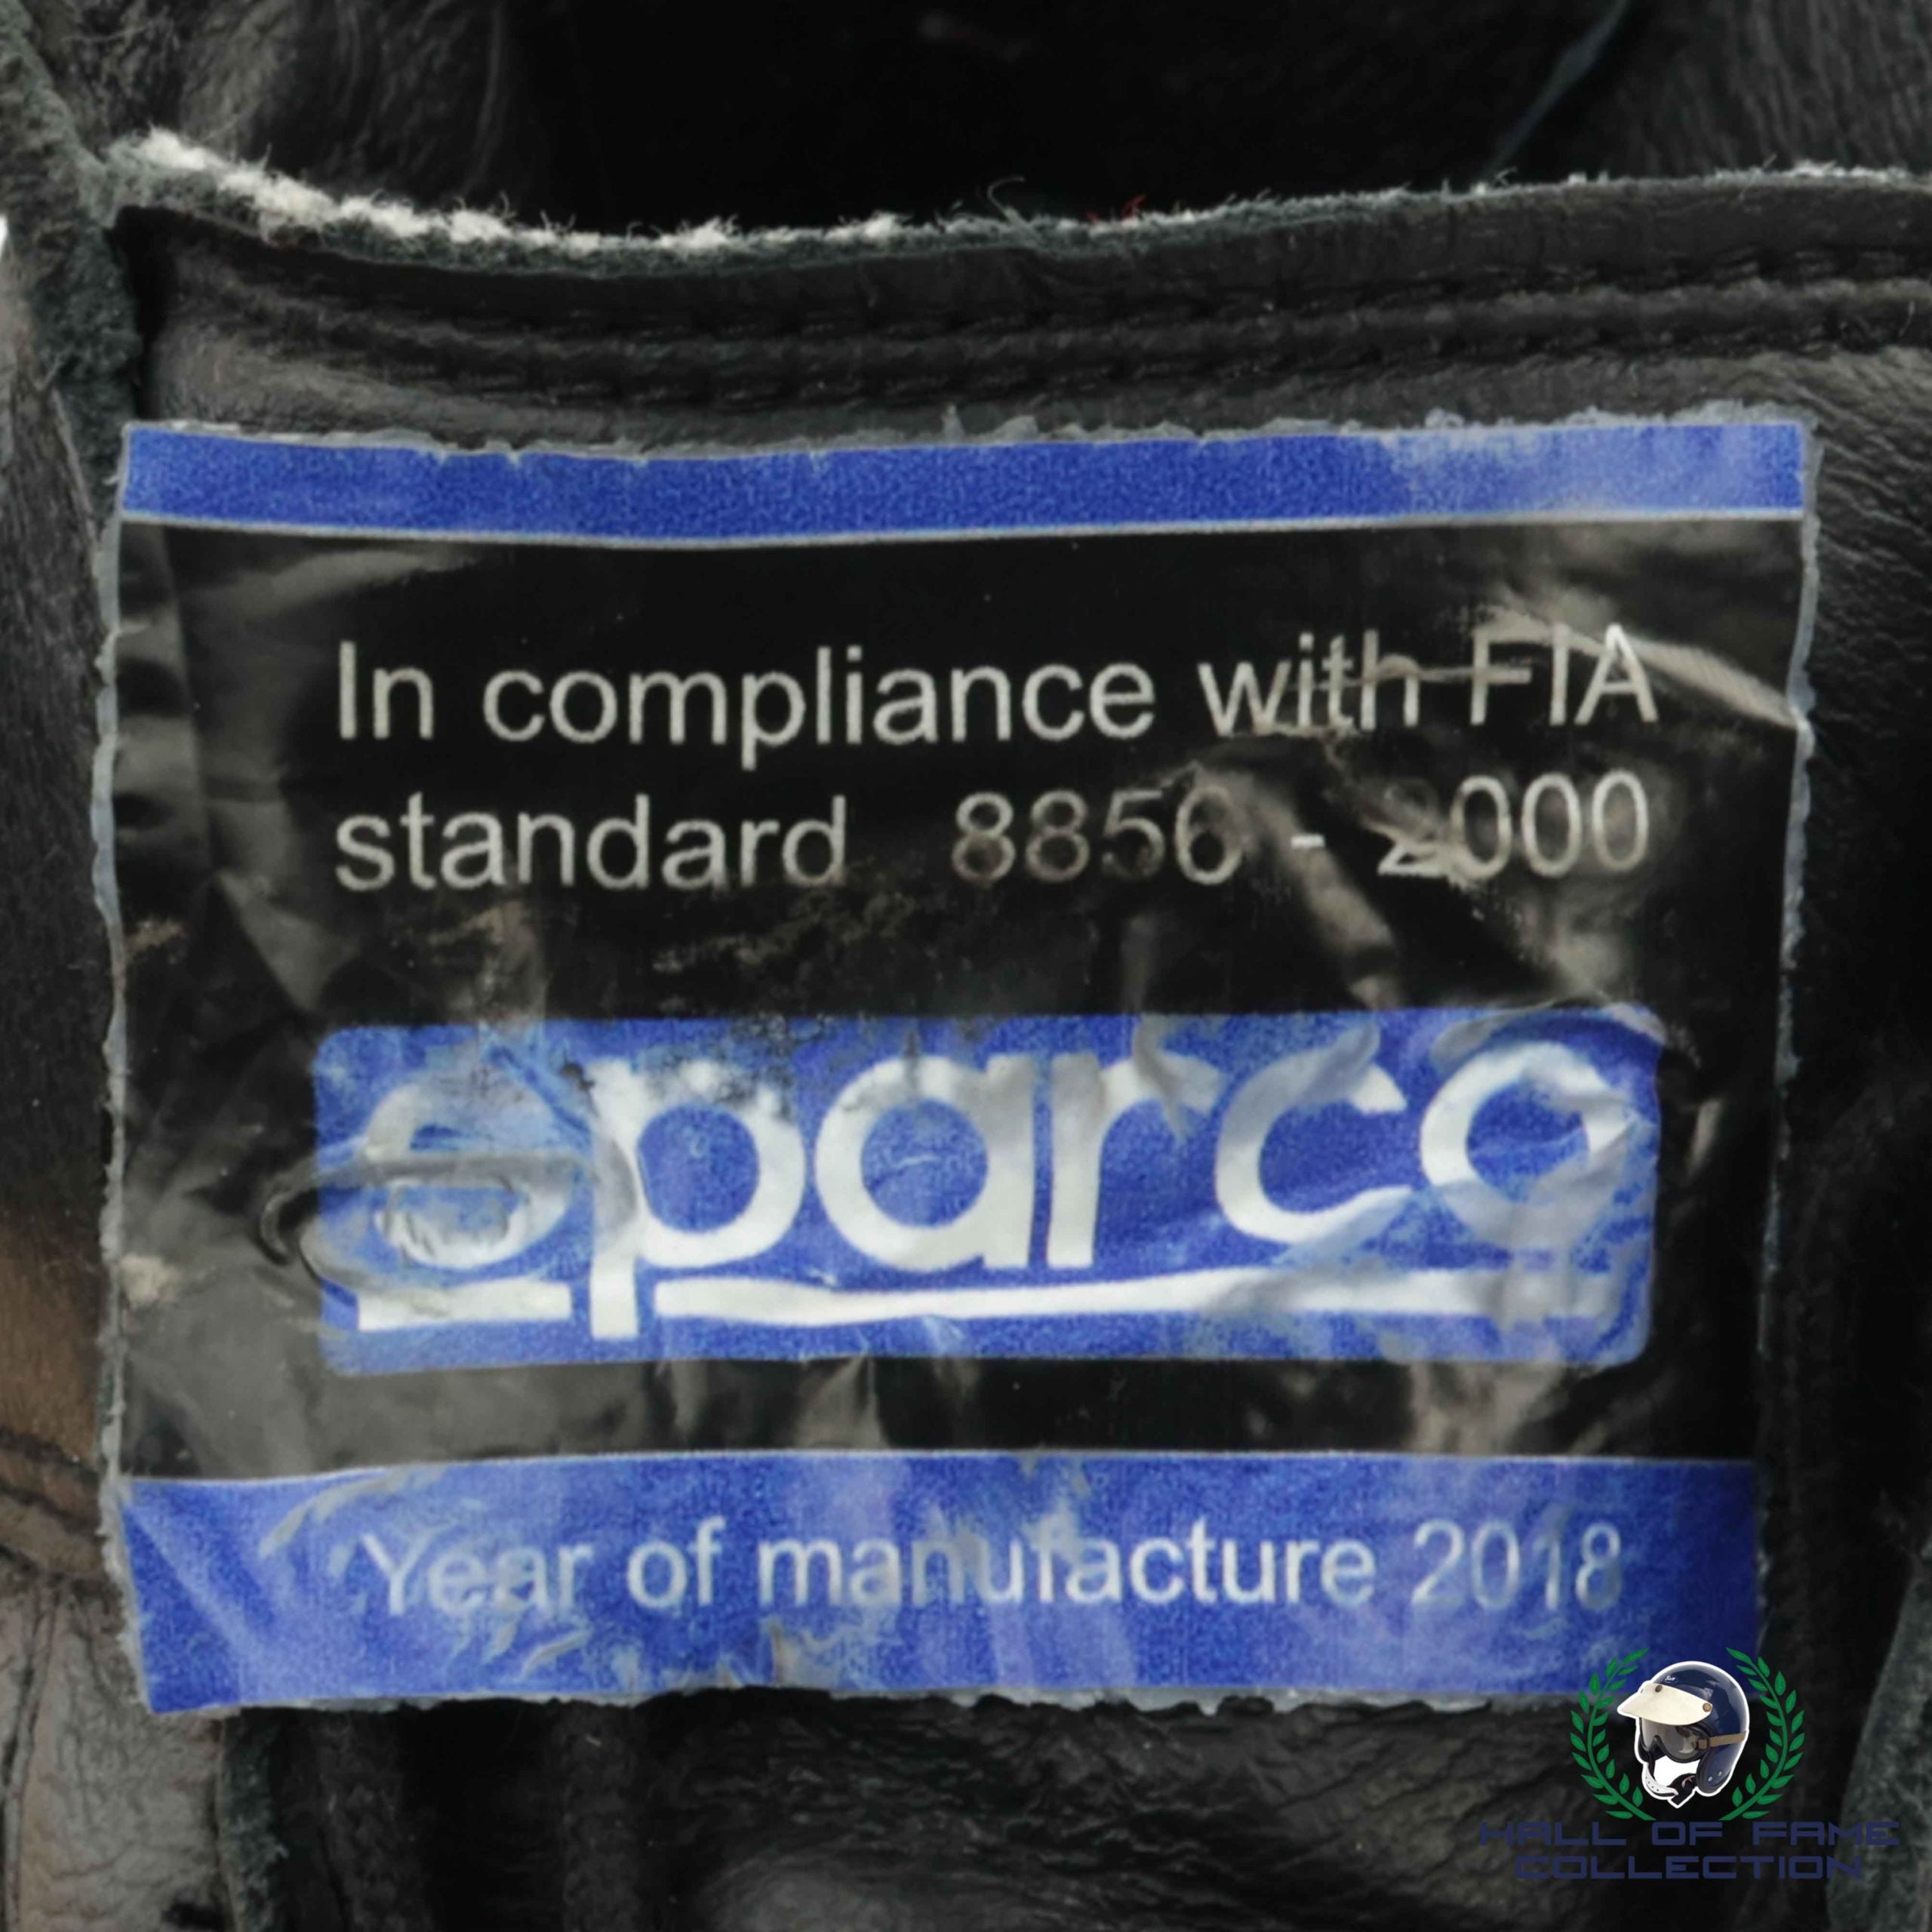 In compliance with FIA
standard 8856 - 2000
sparco
Year of manufacture 2018
HALL OF FAME
COLLECTION